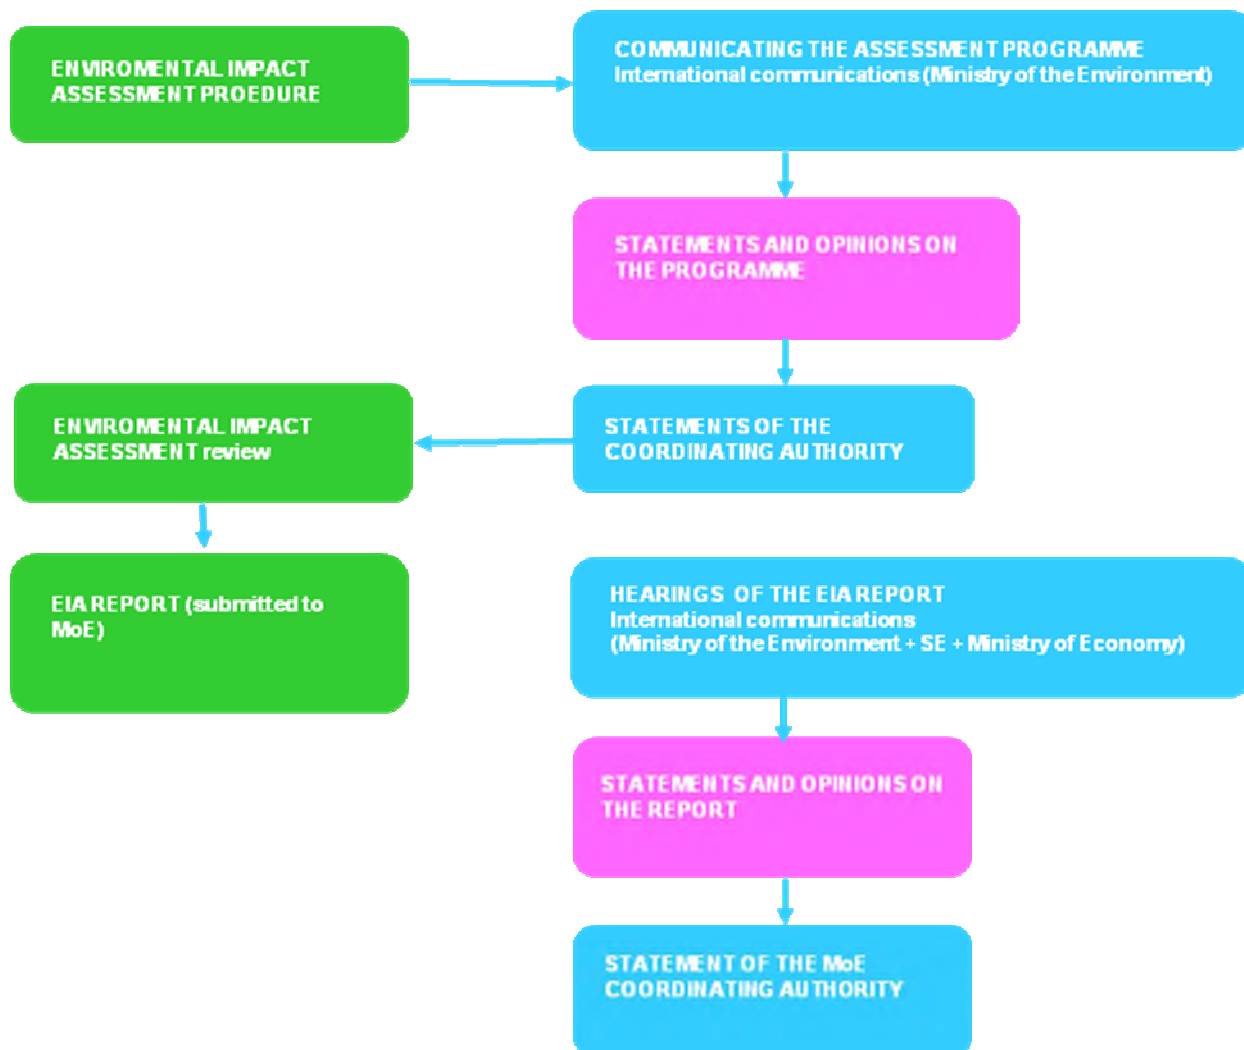 ENVIROMENTAL IMPACT
ASSESSMENT PROEDURE
COMMUNICATING THE ASSESSMENT PROGRAMME
International communications (Ministry of the Environment)
STATEMENTS AND OPINIONS ON
THE PROGRAMME
STATEMENTS OF THE
COORDINATING AUTHORITY
ENVIROMENTAL IMPACT
ASSESSMENT review
EIA REPORT (submitted to
MoE)
HEARINGS OF THE EIA REPORT
International communications
(Ministry of the Environment + SE + Ministry of Economy)
STATEMENTS AND OPINIONS ON
THE REPORT
STATEMENT OF THE MoE
COORDINATING AUTHORITY